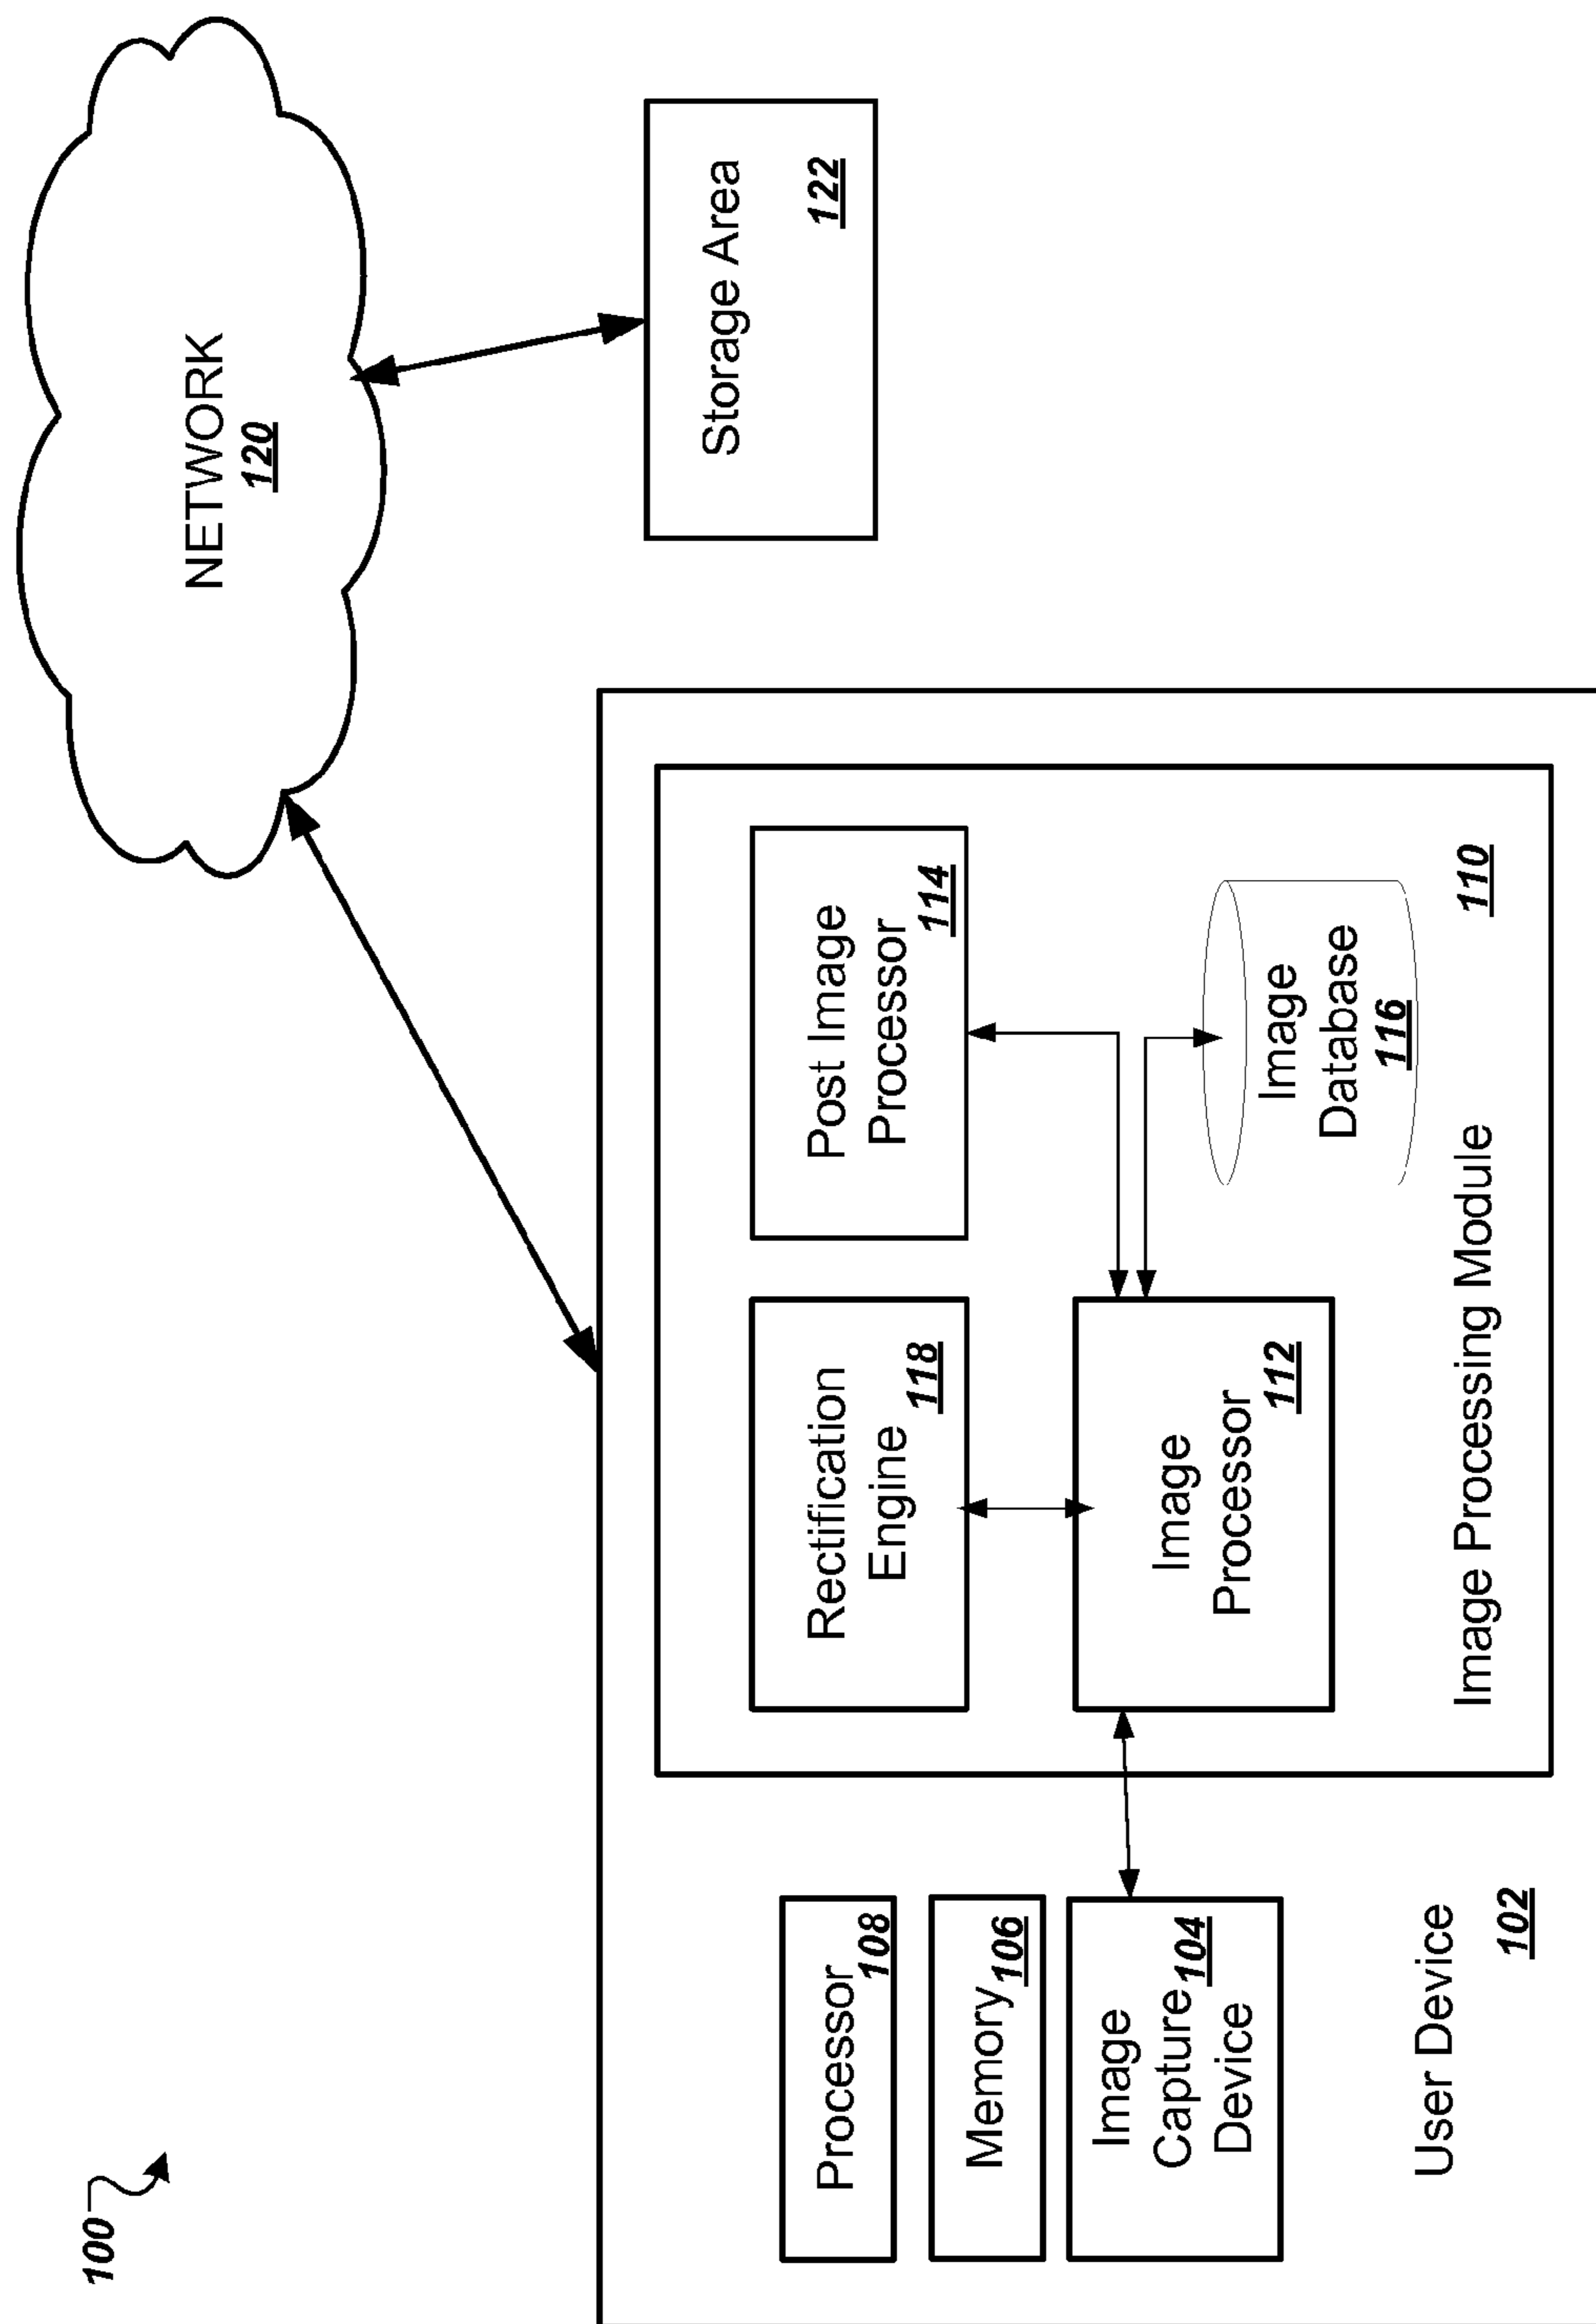 100
NETWORK
120
Storage Area
122
Processor
108
Memory
106
Image
Capture
104
Device
User Device
102
Rectification
Engine
118
Post Image
Processor
114
Image
Processor
112
Image
Database
116
Image Processing Module
110